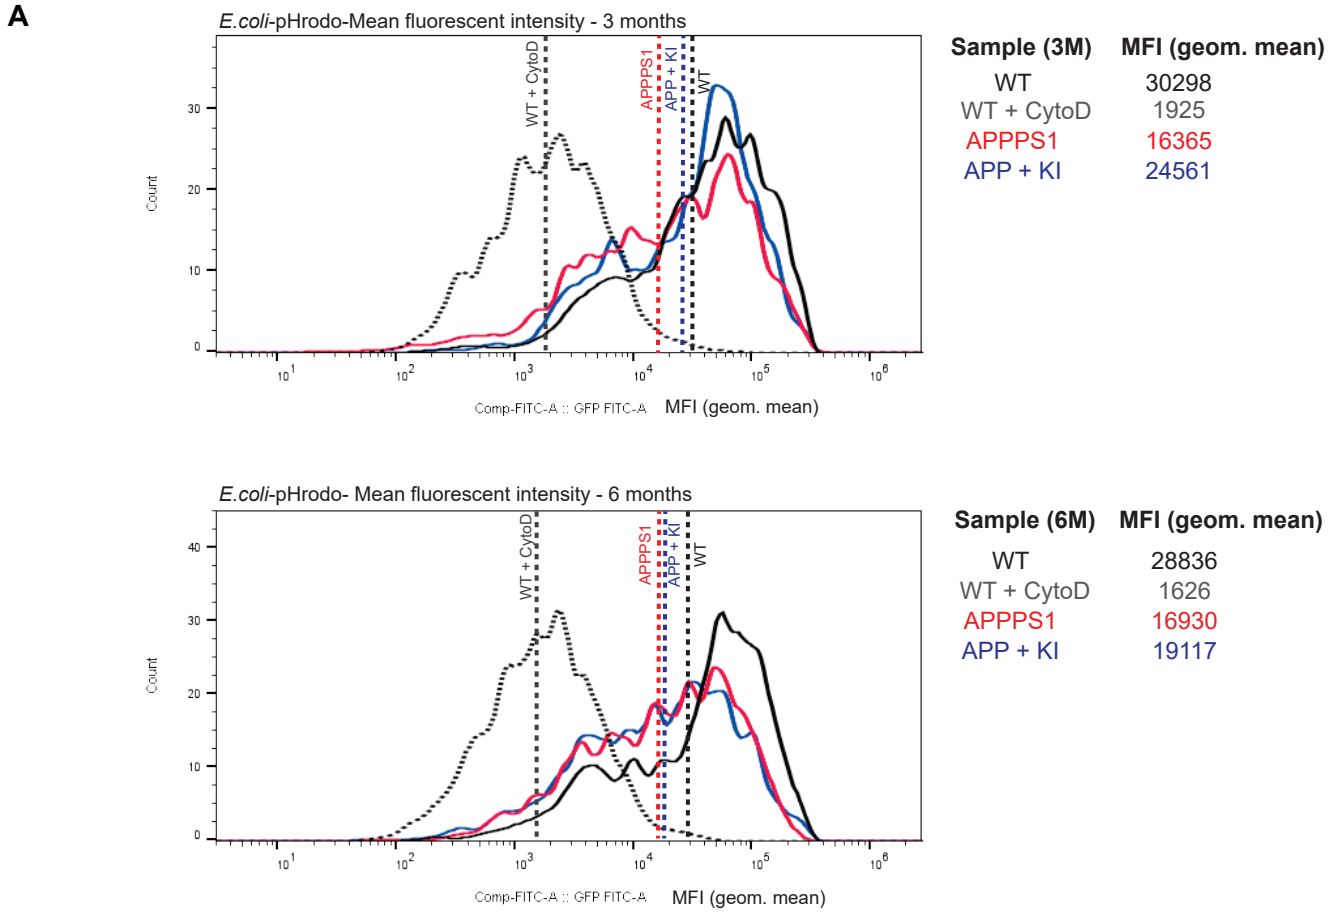 A
E.coli-pHrodo-Mean fluorescent intensity - 3 months
Sample (3M) MFI (geom. mean)
WT 30298
WT + CytoD 1925
APPPS1 16365
APP + KI 24561
WT + CytoD
APPPS1
APP + KI
WT
Count
30
20
10
0
10^1 10^2 10^3 10^4 10^5 10^6
Comp-FITC-A :: GFP FITC-A MFI (geom. mean)
E.coli-pHrodo- Mean fluorescent intensity - 6 months
Sample (6M) MFI (geom. mean)
WT 28836
WT + CytoD 1626
APPPS1 16930
APP + KI 19117
WT + CytoD
APPPS1
APP + KI
WT
Count
40
30
20
10
0
10^1 10^2 10^3 10^4 10^5 10^6
Comp-FITC-A :: GFP FITC-A MFI (geom. mean)